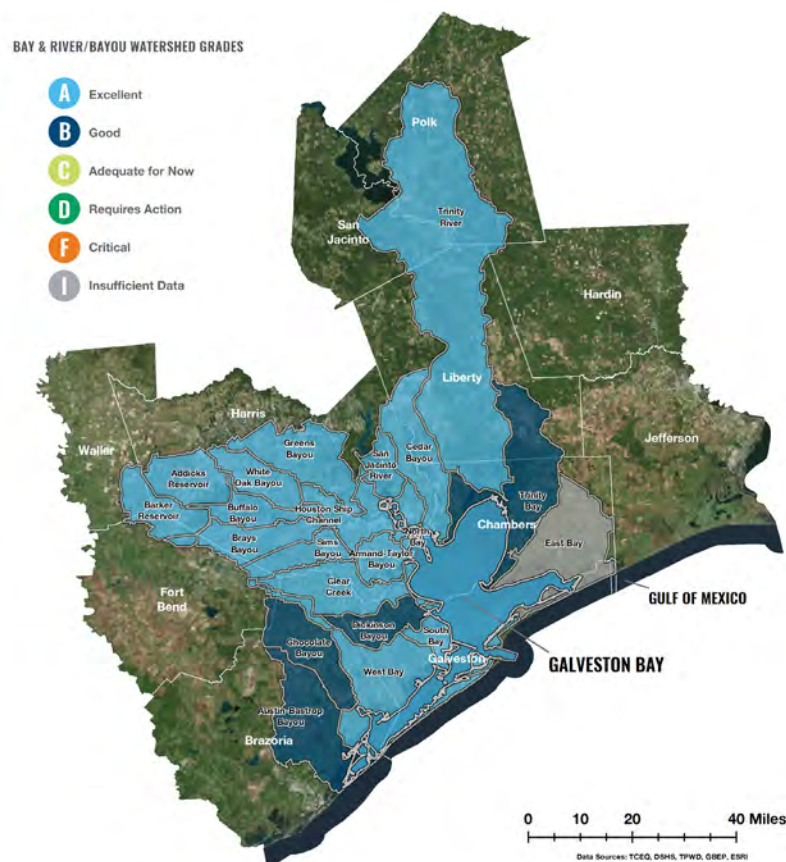 BAY & RIVER/BAYOU WATERSHED GRADES
A Excellent
B Good
C Adequate for Now
D Requires Action
F Critical
I Insufficient Data
Polk
Trinity
River
San
Jacinto
Hardin
Liberty
Jefferson
Harris
Waller
Greens
Bayou
San
Jacinto
River
Cedar
Bayou
Addicks
Reservoir
White
Oak Bayou
Trinity
Bay
Barker
Reservoir
Buffalo
Bayou
Houston Ship
Channel
Chambers
North
Bay
East Bay
Brays
Bayou
Sims
Bayou
Armand-Taylor
Bayou
Fort
Bend
Clear
Creek
GULF OF MEXICO
Dickinson
Bayou
Chocolate
Bayou
South
Bay
Galveston
GALVESTON BAY
West Bay
Austin-Bastrop
Bayou
Brazoria
0 10 20 40 Miles
Data Sources: TCEQ, DSHS, TPWD, GBEP, ESRI